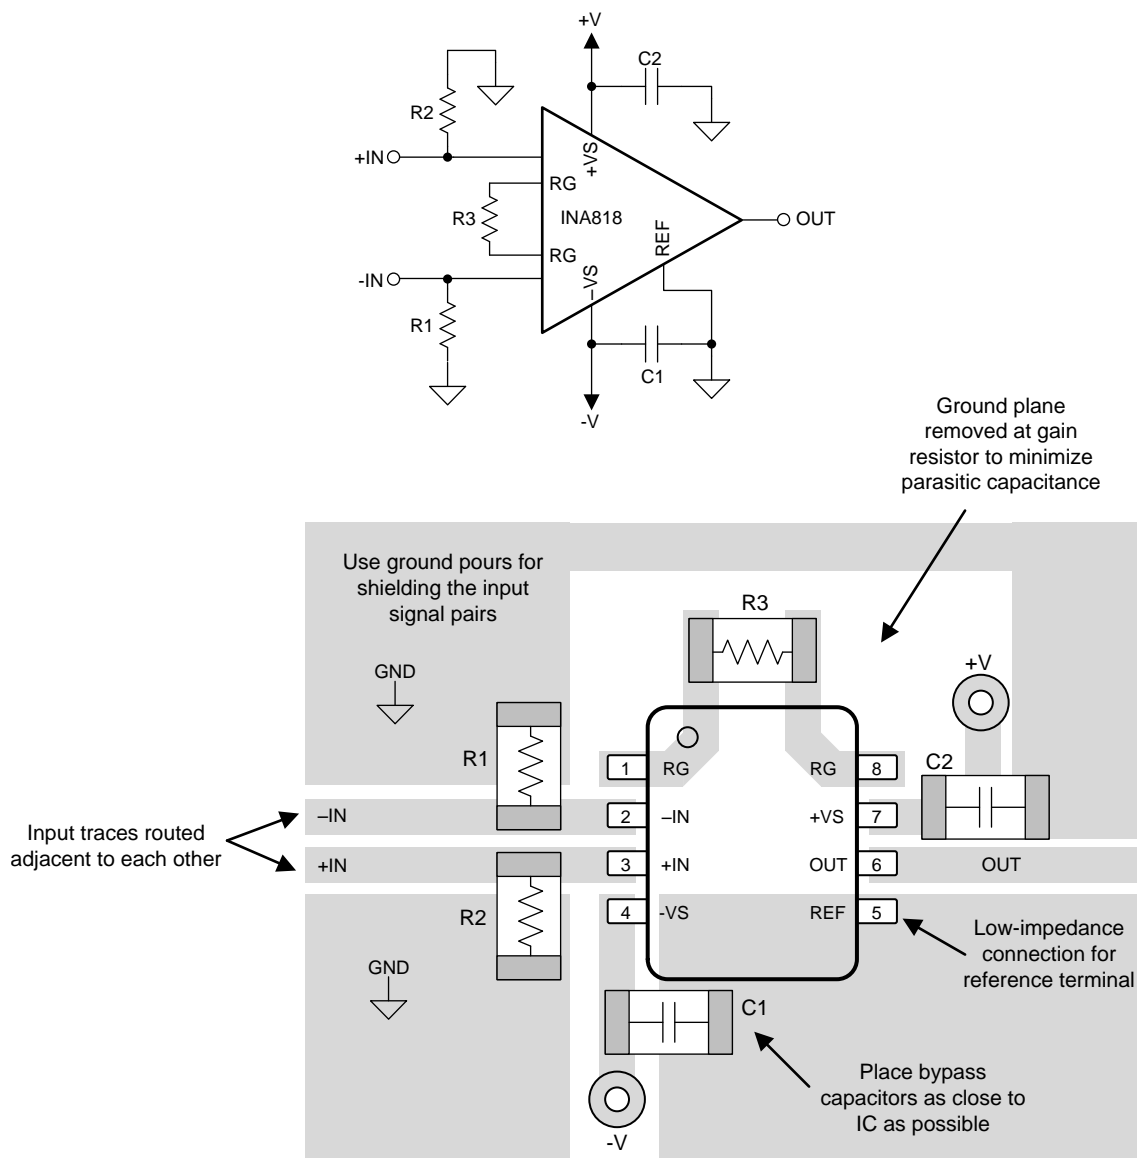 +V
C2
R2
+IN
+VS
RG
R3
INA818
OUT
REF
RG
-IN
–VS
R1
C1
-V
Ground plane
removed at gain
resistor to minimize
parasitic capacitance
Use ground pours for
shielding the input
signal pairs
R3
GND
+V
R1
C2
1
RG
RG
8
Input traces routed
adjacent to each other
–IN
2
–IN
+VS
7
+IN
3
+IN
OUT
6
OUT
R2
4
-VS
REF
5
Low-impedance
connection for
reference terminal
GND
C1
Place bypass
capacitors as close to
IC as possible
-V